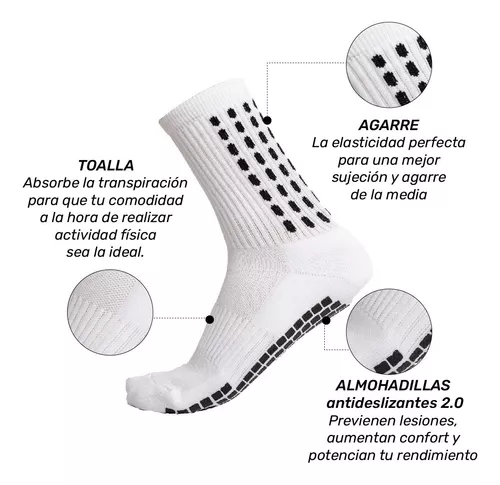 AGARRE
La elasticidad perfecta
para una mejor
sujeción y agarre
de la media
TOALLA
Absorbe la transpiración
para que tu comodidad
a la hora de realizar
actividad física
sea la ideal.
ALMOHADILLAS
antideslizantes 2.0
Previenen lesiones,
aumentan confort y
potencian tu rendimiento